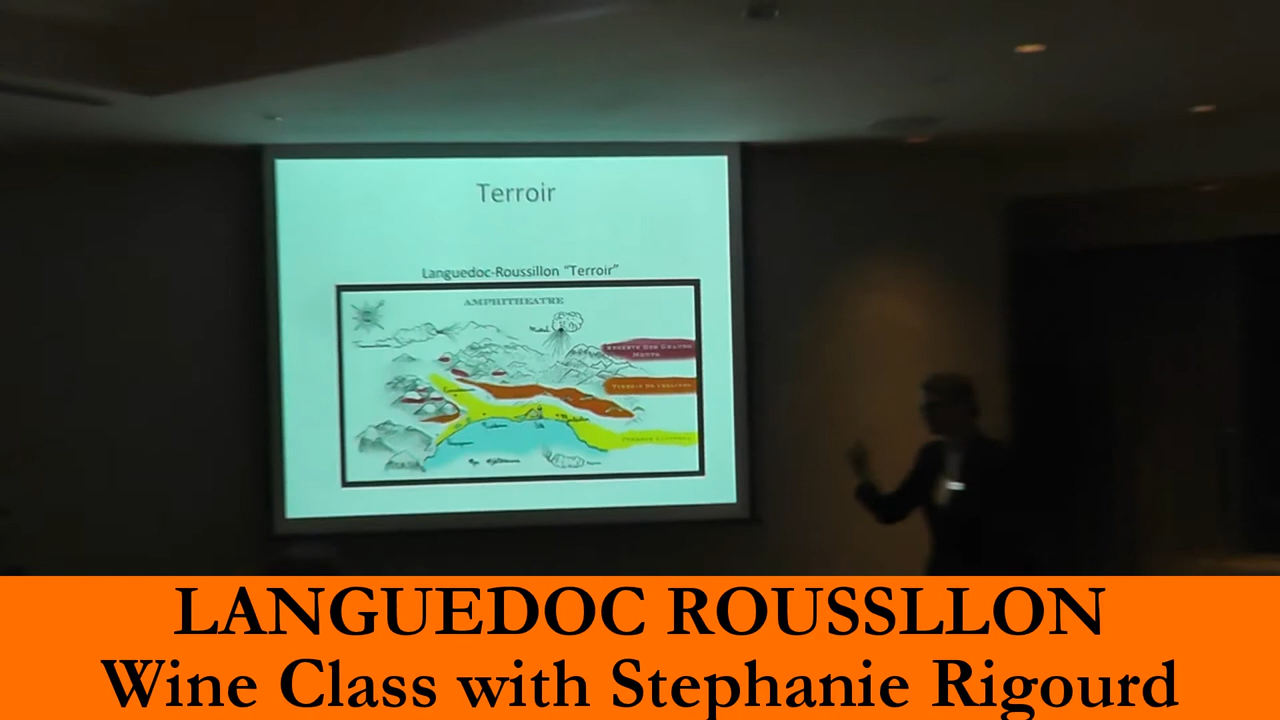 Terroir
Languedoc-Roussillon "Terroir"
AMPHITHEATRE
LANGUEDOC ROUSSLLON
Wine Class with Stephanie Rigourd